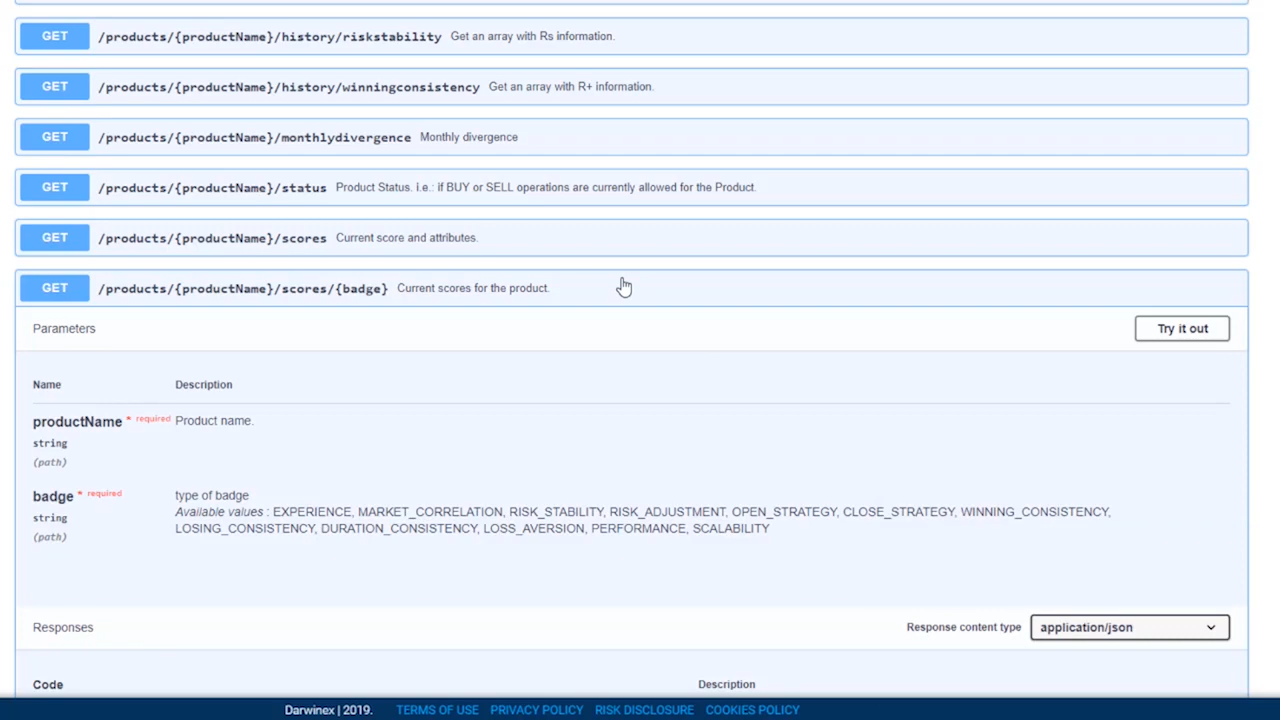 GET /products/{productName}/history/riskstability Get an array with Rs information.
GET /products/{productName}/history/winningconsistency Get an array with R+ information.
GET /products/{productName}/monthlydivergence Monthly divergence
GET /products/{productName}/status Product Status. i.e.: if BUY or SELL operations are currently allowed for the Product.
GET /products/{productName}/scores Current score and attributes.
GET /products/{productName}/scores/{badge} Current scores for the product.
Parameters Try it out
Name Description
productName * required Product name.
string
(path)
badge * required type of badge
Available values : EXPERIENCE, MARKET_CORRELATION, RISK_STABILITY, RISK_ADJUSTMENT, OPEN_STRATEGY, CLOSE_STRATEGY, WINNING_CONSISTENCY,
string LOSING_CONSISTENCY, DURATION_CONSISTENCY, LOSS_AVERSION, PERFORMANCE, SCALABILITY
(path)
Responses Response content type application/json
Code Description
Darwinex | 2019. TERMS OF USE PRIVACY POLICY RISK DISCLOSURE COOKIES POLICY